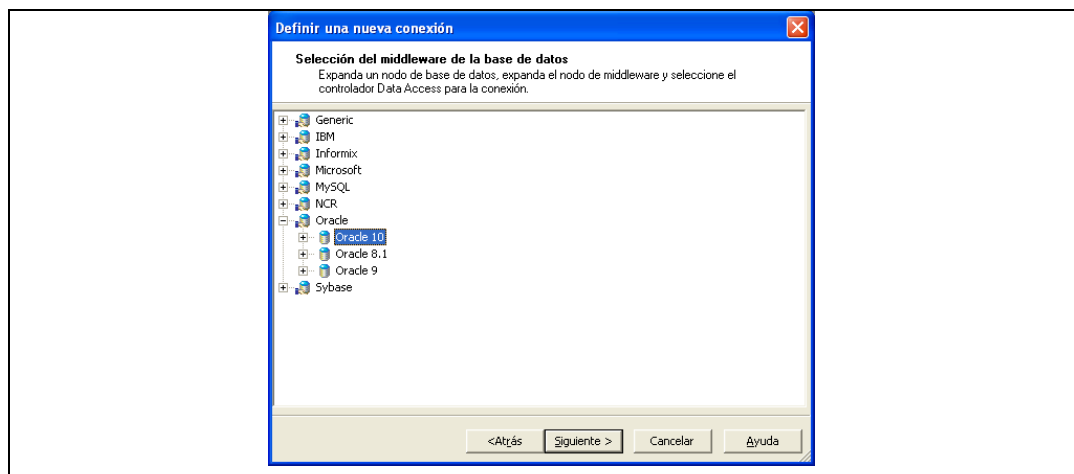 Definir una nueva conexión
Selección del middleware de la base de datos
Expanda un nodo de base de datos, expanda el nodo de middleware y seleccione el
controlador Data Access para la conexión.
Generic
IBM
Informix
Microsoft
MySQL
NCR
Oracle
Oracle 10
Oracle 8.1
Oracle 9
Sybase
<Atrás Siguiente > Cancelar Ayuda